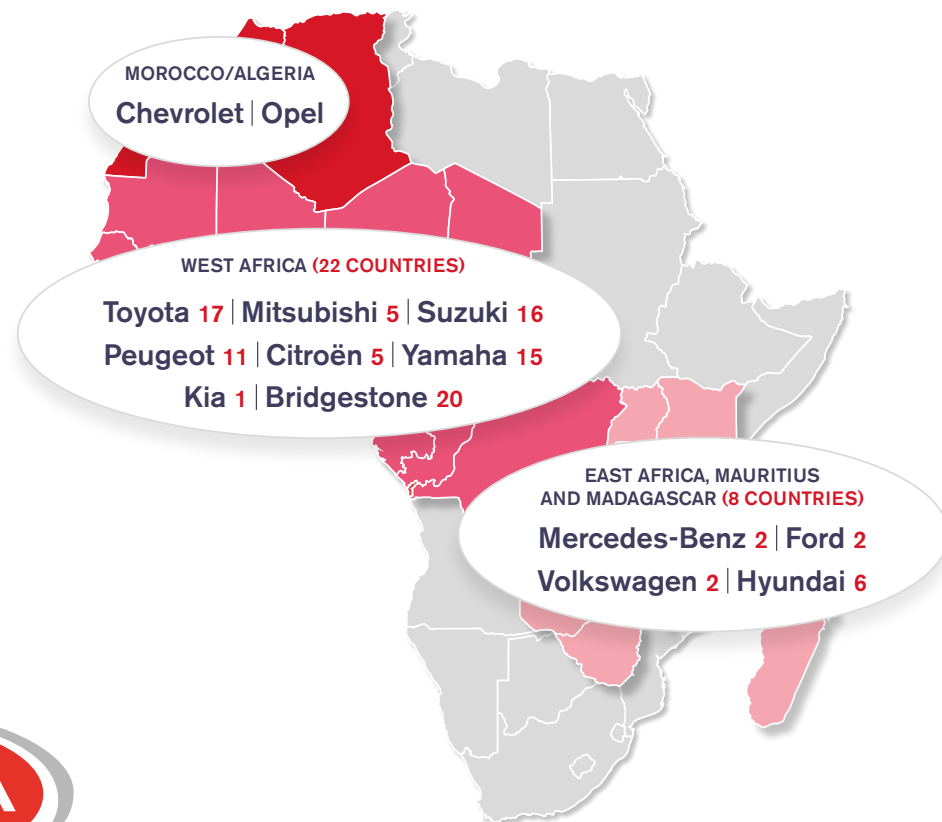 MOROCCO/ALGERIA
Chevrolet | Opel
WEST AFRICA (22 COUNTRIES)
Toyota 17 | Mitsubishi 5 | Suzuki 16
Peugeot 11 | Citroën 5 | Yamaha 15
Kia 1 | Bridgestone 20
EAST AFRICA, MAURITIUS
AND MADAGASCAR (8 COUNTRIES)
Mercedes-Benz 2 | Ford 2
Volkswagen 2 | Hyundai 6